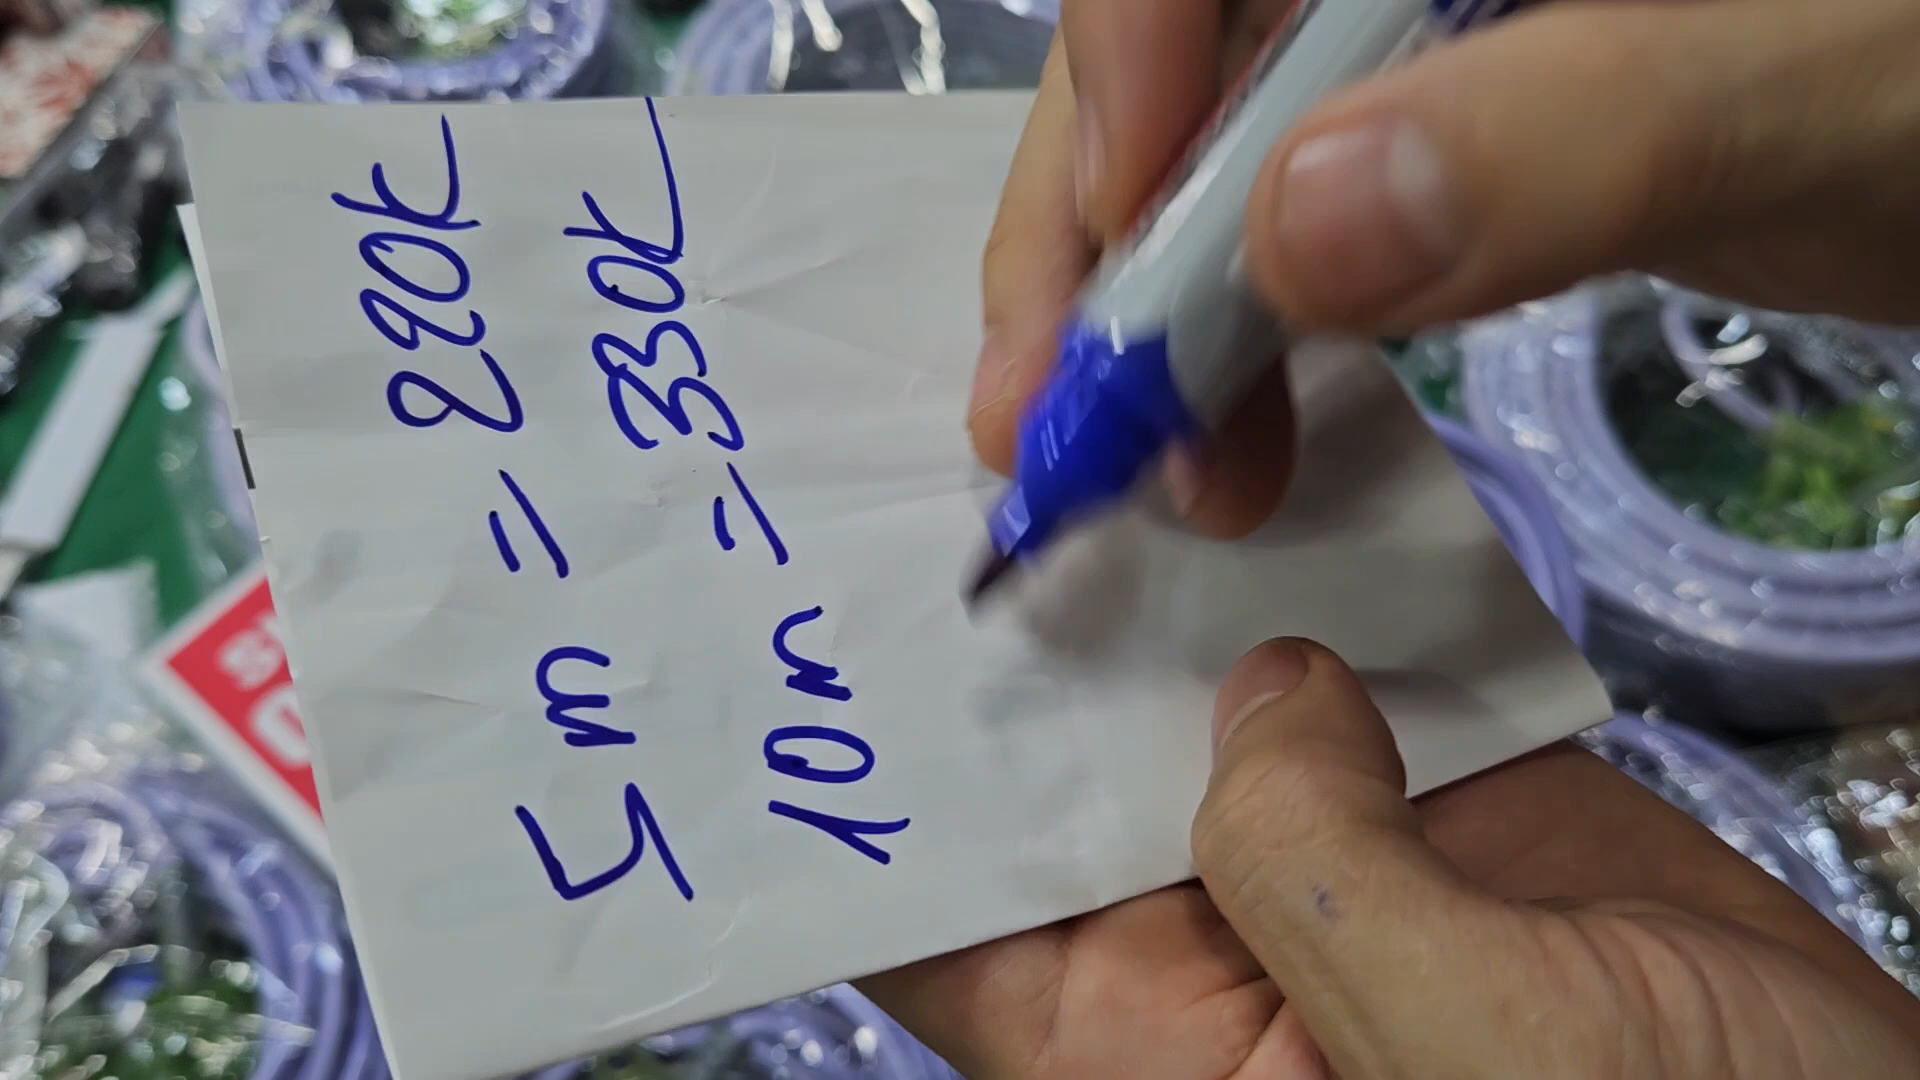 5m = 290k
10m = 330k